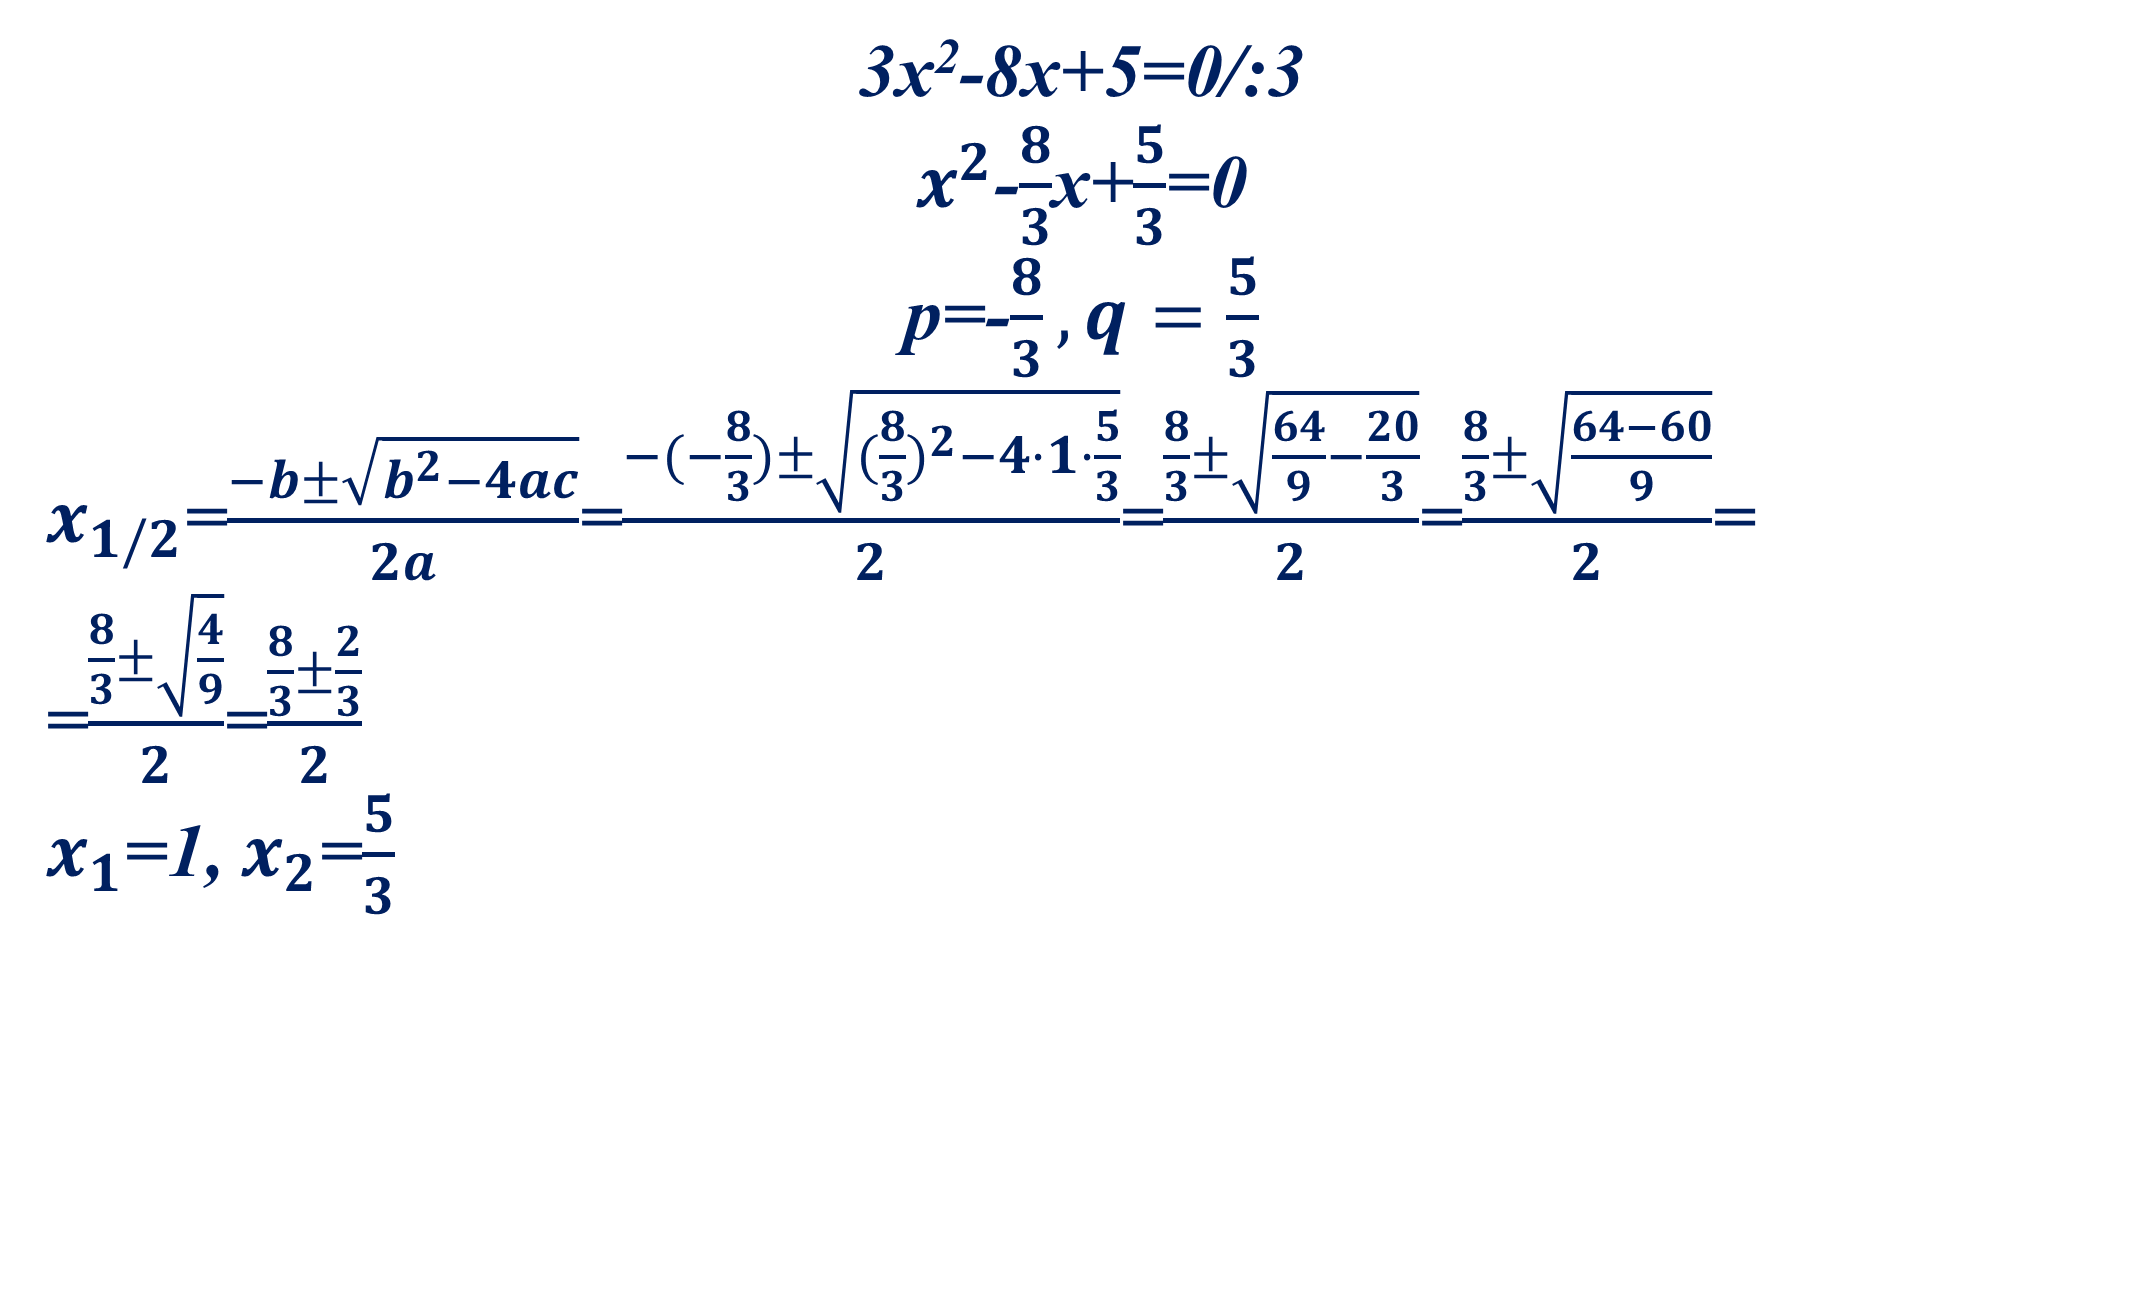 3x²-8x+5=0/:3
x²-8/3x+5/3=0
p=-8/3 , q = 5/3
x₁/₂=(−b±√(b²−4ac))/2a=(−(−8/3)±√((8/3)²−4·1·5/3))/2=(8/3±√(64/9−20/3))/2=(8/3±√((64−60)/9))/2=
=(8/3±√(4/9))/2=(8/3±2/3)/2
x₁=1, x₂=5/3